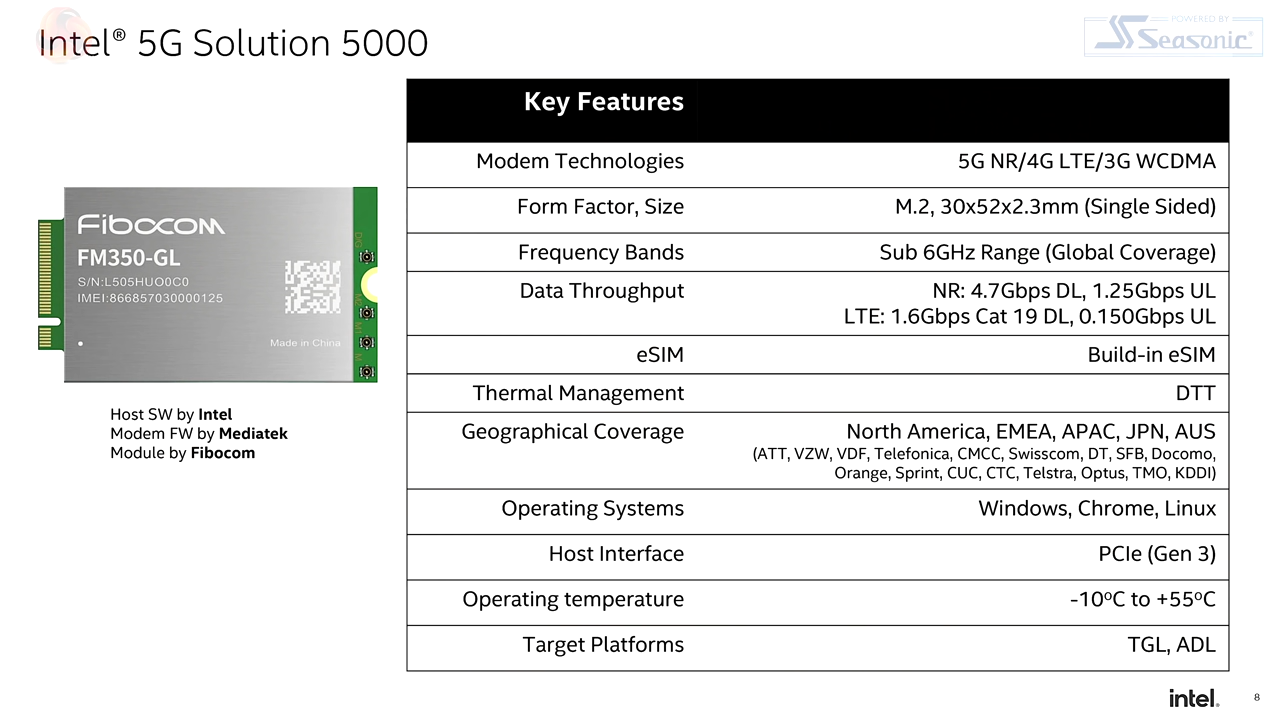 Intel® 5G Solution 5000
POWERED BY
Seasonic®
Fibocom
FM350-GL
S/N:L505HUO0C0
IMEI:866857030000125
Made in China
Host SW by Intel
Modem FW by Mediatek
Module by Fibocom
Key Features
Modem Technologies 5G NR/4G LTE/3G WCDMA
Form Factor, Size M.2, 30x52x2.3mm (Single Sided)
Frequency Bands Sub 6GHz Range (Global Coverage)
Data Throughput NR: 4.7Gbps DL, 1.25Gbps UL
LTE: 1.6Gbps Cat 19 DL, 0.150Gbps UL
eSIM Build-in eSIM
Thermal Management DTT
Geographical Coverage North America, EMEA, APAC, JPN, AUS
(ATT, VZW, VDF, Telefonica, CMCC, Swisscom, DT, SFB, Docomo,
Orange, Sprint, CUC, CTC, Telstra, Optus, TMO, KDDI)
Operating Systems Windows, Chrome, Linux
Host Interface PCIe (Gen 3)
Operating temperature -10ºC to +55ºC
Target Platforms TGL, ADL
intel.
8